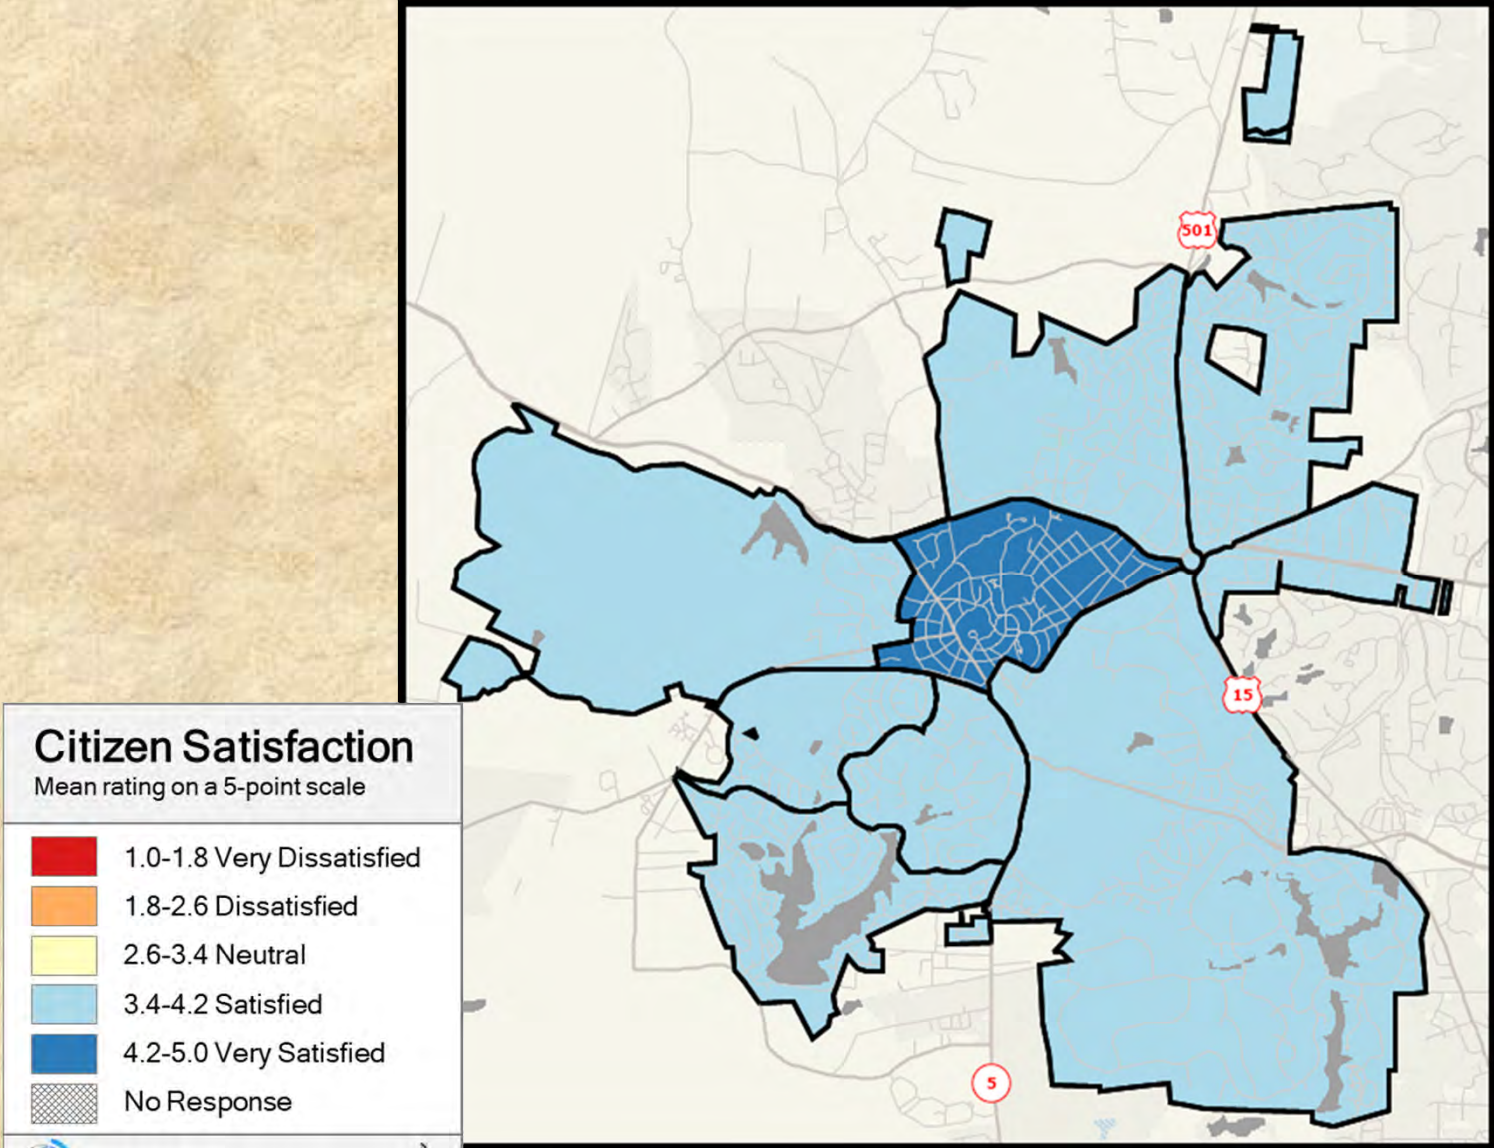 501
15
Citizen Satisfaction
Mean rating on a 5-point scale
1.0-1.8 Very Dissatisfied
1.8-2.6 Dissatisfied
2.6-3.4 Neutral
3.4-4.2 Satisfied
4.2-5.0 Very Satisfied
No Response
5